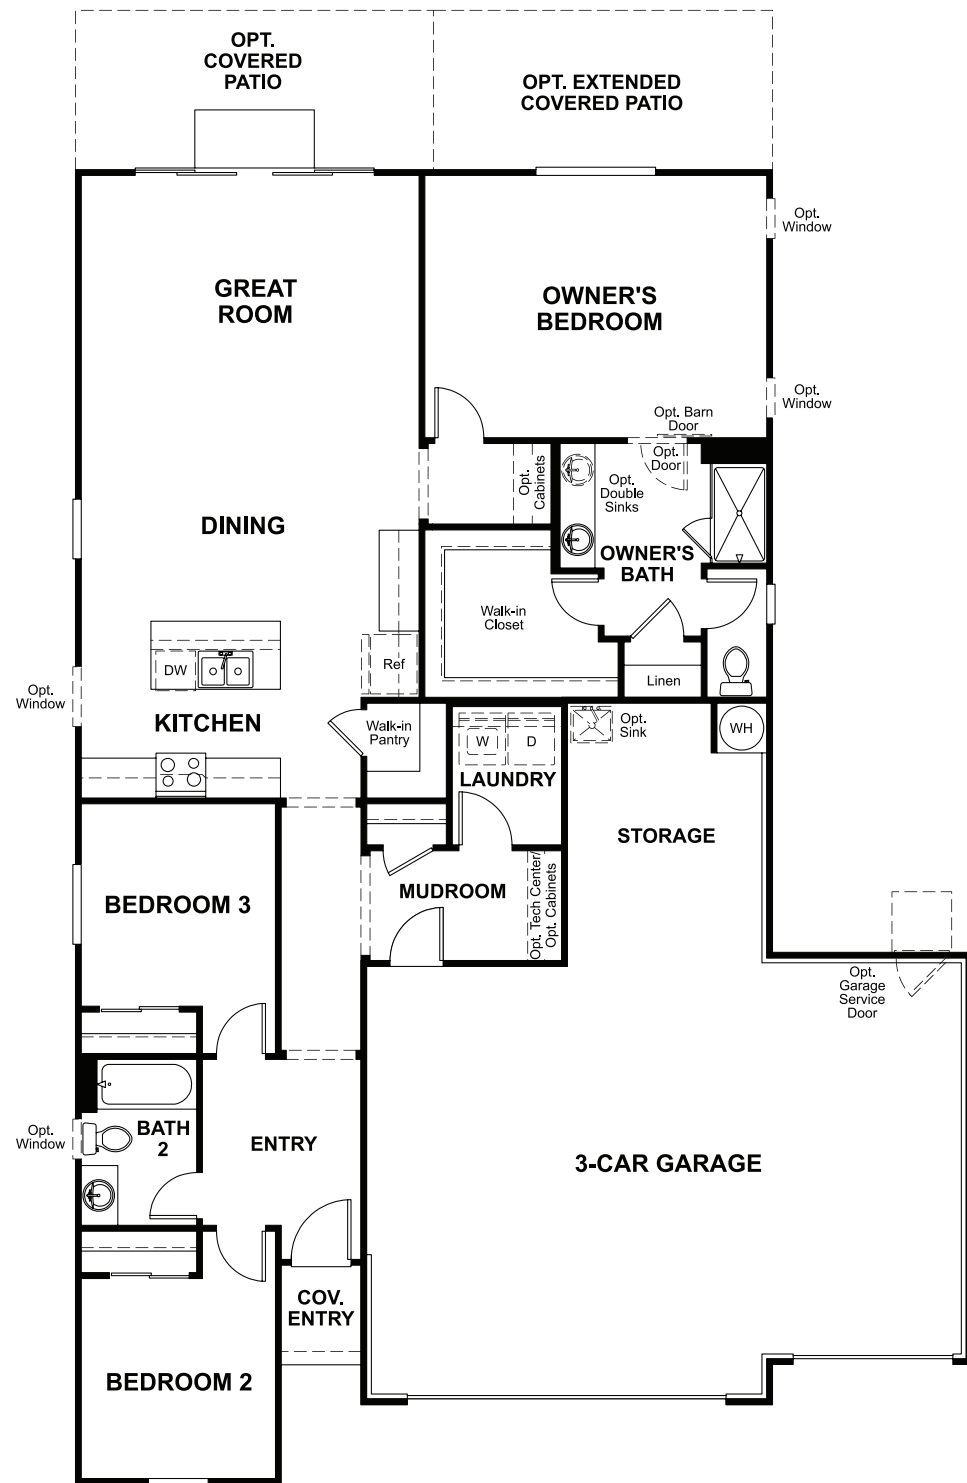 OPT.
COVERED
PATIO
OPT. EXTENDED
COVERED PATIO
Opt.
Window
GREAT
ROOM
OWNER'S
BEDROOM
Opt.
Window
Opt. Barn
Door
Opt.
Door
Opt.
Cabinets
Opt.
Double
Sinks
DINING
OWNER'S
BATH
Walk-in
Closet
Ref
DW
Linen
Opt.
Window
KITCHEN
Walk-in
Pantry
W
D
LAUNDRY
Opt.
Sink
WH
STORAGE
BEDROOM 3
MUDROOM
Opt. Tech Center/
Opt. Cabinets
Opt.
Garage
Service
Door
Opt.
Window
BATH
2
ENTRY
3-CAR GARAGE
COV.
ENTRY
BEDROOM 2